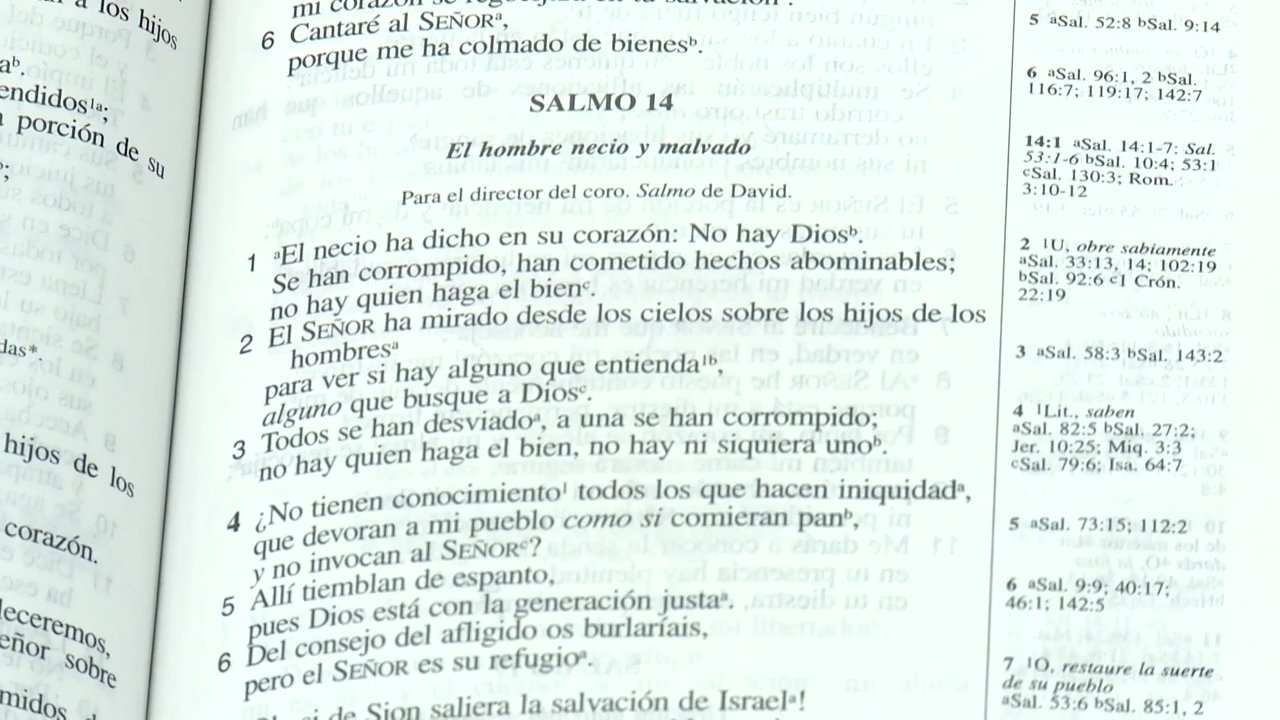 a los hijos
aᵇ.
endidos¹ᵃ;
porción de su
das*.
hijos de los
corazón.
leceremos,
eñor sobre
midos
6 Cantaré al SEÑORᵃ,
porque me ha colmado de bienesᵇ.
SALMO 14
El hombre necio y malvado
Para el director del coro. Salmo de David.
1 ᵃEl necio ha dicho en su corazón: No hay Diosᵇ.
Se han corrompido, han cometido hechos abominables;
no hay quien haga el bienᶜ.
2 El SEÑOR ha mirado desde los cielos sobre los hijos de los
hombresᵃ
para ver si hay alguno que entienda¹ᵇ,
alguno que busque a Diosᶜ.
3 Todos se han desviadoᵃ, a una se han corrompido;
no hay quien haga el bien, no hay ni siquiera unoᵇ.
4 ¿No tienen conocimiento¹ todos los que hacen iniquidadᵃ,
que devoran a mi pueblo como si comieran panᵇ,
y no invocan al SEÑORᶜ?
5 Allí tiemblan de espanto,
pues Dios está con la generación justaᵃ.
6 Del consejo del afligido os burlaríais,
pero el SEÑOR es su refugioᵃ.
si de Sion saliera la salvación de Israelᵃ!
5 ᵃSal. 52:8 ᵇSal. 9:14
6 ᵃSal. 96:1, 2 ᵇSal.
116:7; 119:17; 142:7
14:1 ᵃSal. 14:1-7; Sal.
53:1-6 ᵇSal. 10:4; 53:1
ᶜSal. 130:3; Rom.
3:10-12
2 ¹U, obre sabiamente
ᵃSal. 33:13, 14; 102:19
ᵇSal. 92:6 ᶜ1 Crón.
22:19
3 ᵃSal. 58:3 ᵇSal. 143:2
4 ¹Lit., saben
ᵃSal. 82:5 ᵇSal. 27:2;
Jer. 10:25; Miq. 3:3
ᶜSal. 79:6; Isa. 64:7
5 ᵃSal. 73:15; 112:2
6 ᵃSal. 9:9; 40:17;
46:1; 142:5
7 ¹O, restaure la suerte
de su pueblo
ᵃSal. 53:6 ᵇSal. 85:1, 2